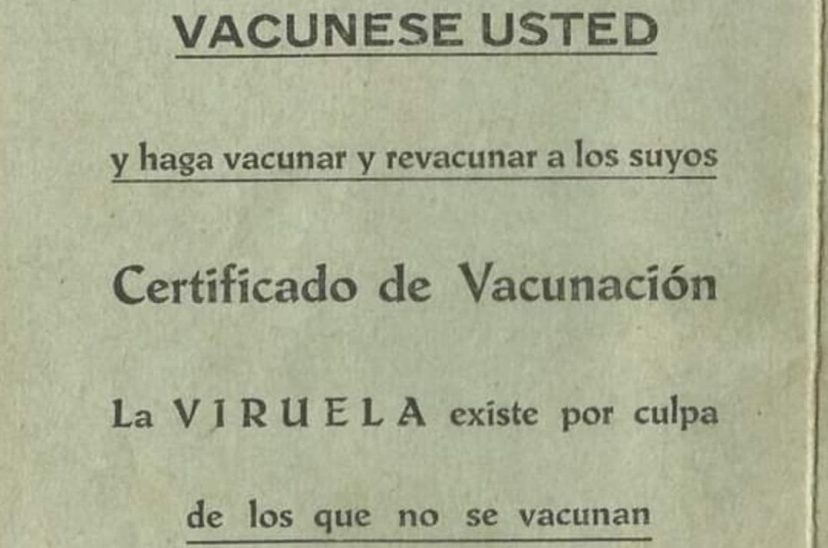 VACUNESE USTED
y haga vacunar y revacunar a los suyos
Certificado de Vacunación
La VIRUELA existe por culpa
de los que no se vacunan